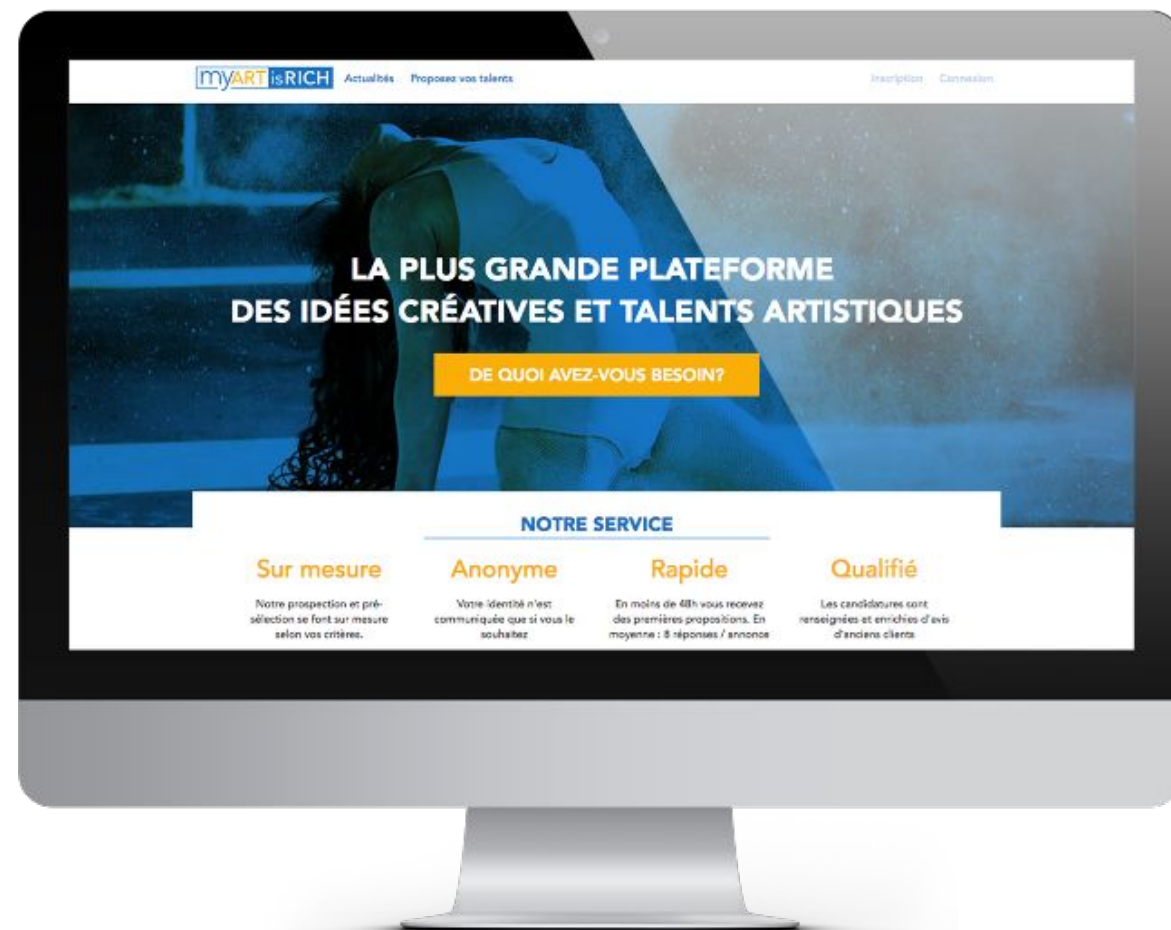 myARTisRICH Actualités Proposez vos talents Inscription Connexion
LA PLUS GRANDE PLATEFORME
DES IDÉES CRÉATIVES ET TALENTS ARTISTIQUES
DE QUOI AVEZ-VOUS BESOIN?
NOTRE SERVICE
Sur mesure
Notre prospection et pré-
sélection se font sur mesure
selon vos critères.
Anonyme
Votre identité n'est
communiquée que si vous le
souhaitez
Rapide
En moins de 48h vous recevez
des premières propositions. En
moyenne : 8 réponses / annonce
Qualifié
Les candidatures sont
renseignées et enrichies d'avis
d'anciens clients